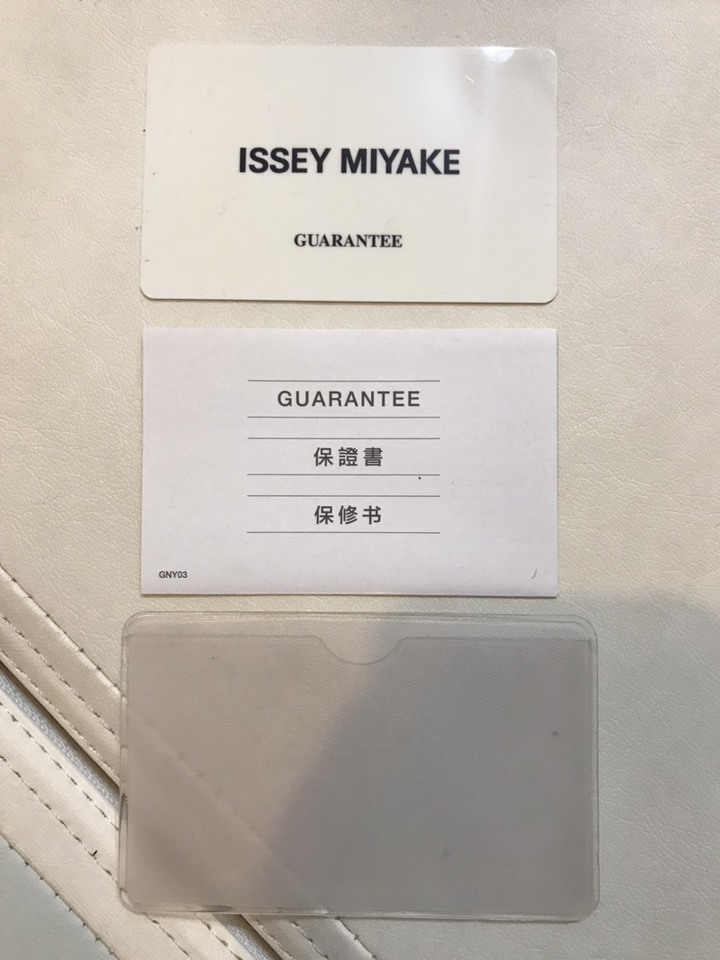 ISSEY MIYAKE
GUARANTEE
GUARANTEE
保證書
保修书
GNY03